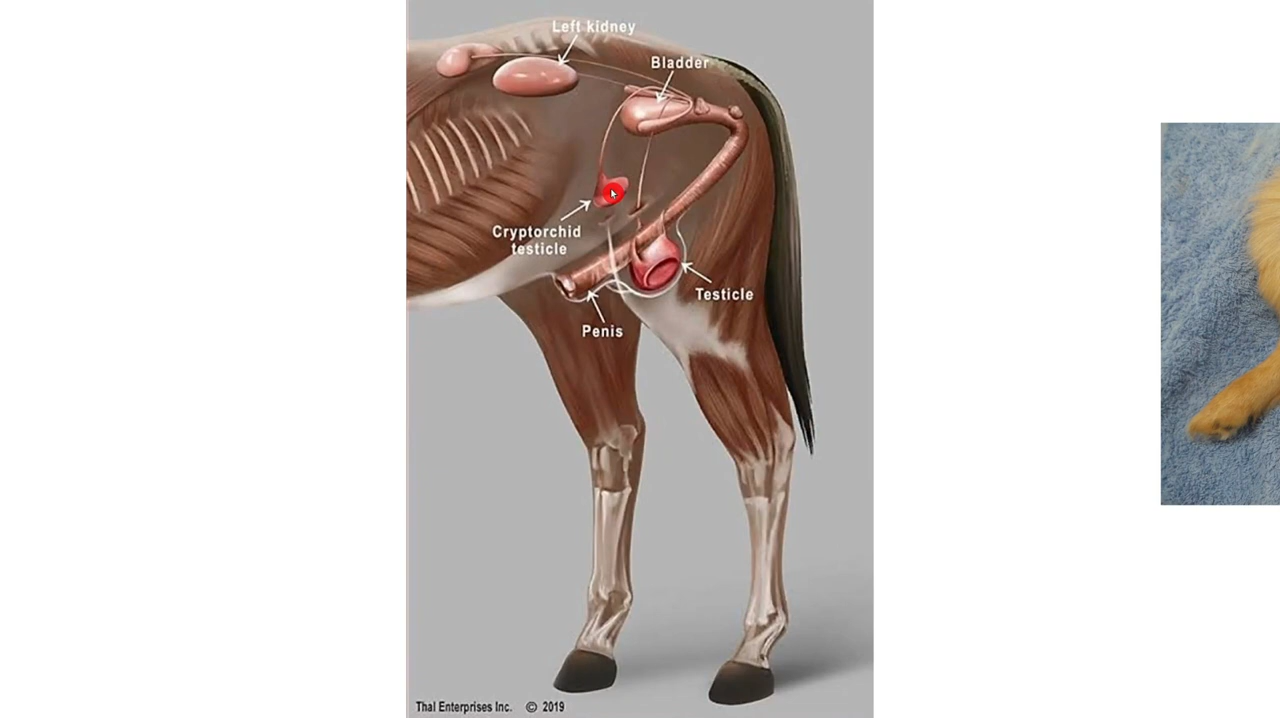 Left kidney
Bladder
Cryptorchid
testicle
Testicle
Penis
Thal Enterprises Inc. © 2019